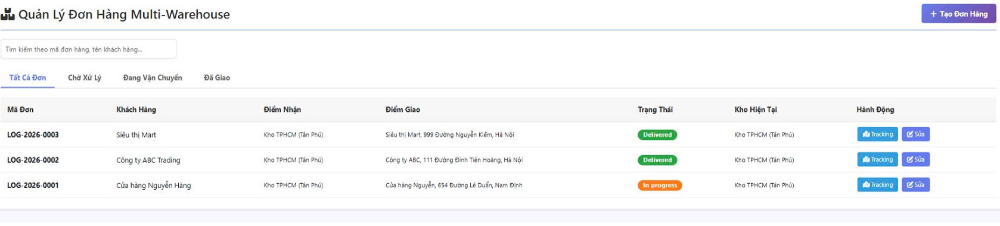 Quản Lý Đơn Hàng Multi-Warehouse
+ Tạo Đơn Hàng
Tìm kiếm theo mã đơn hàng, tên khách hàng...
Tất Cả Đơn Chờ Xử Lý Đang Vận Chuyển Đã Giao
Mã Đơn Khách Hàng Điểm Nhận Điểm Giao Trạng Thái Kho Hiện Tại Hành Động
LOG-2026-0003 Siêu thị Mart Kho TPHCM (Tân Phú) Siêu thị Mart, 999 Đường Nguyễn Kiếm, Hà Nội Delivered Kho TPHCM (Tân Phú) Tracking Sửa
LOG-2026-0002 Công ty ABC Trading Kho TPHCM (Tân Phú) Công ty ABC, 111 Đường Đinh Tiên Hoàng, Hà Nội Delivered Kho TPHCM (Tân Phú) Tracking Sửa
LOG-2026-0001 Cửa hàng Nguyễn Hàng Kho TPHCM (Tân Phú) Cửa hàng Nguyễn, 654 Đường Lê Duẩn, Nam Định In progress Kho TPHCM (Tân Phú) Tracking Sửa